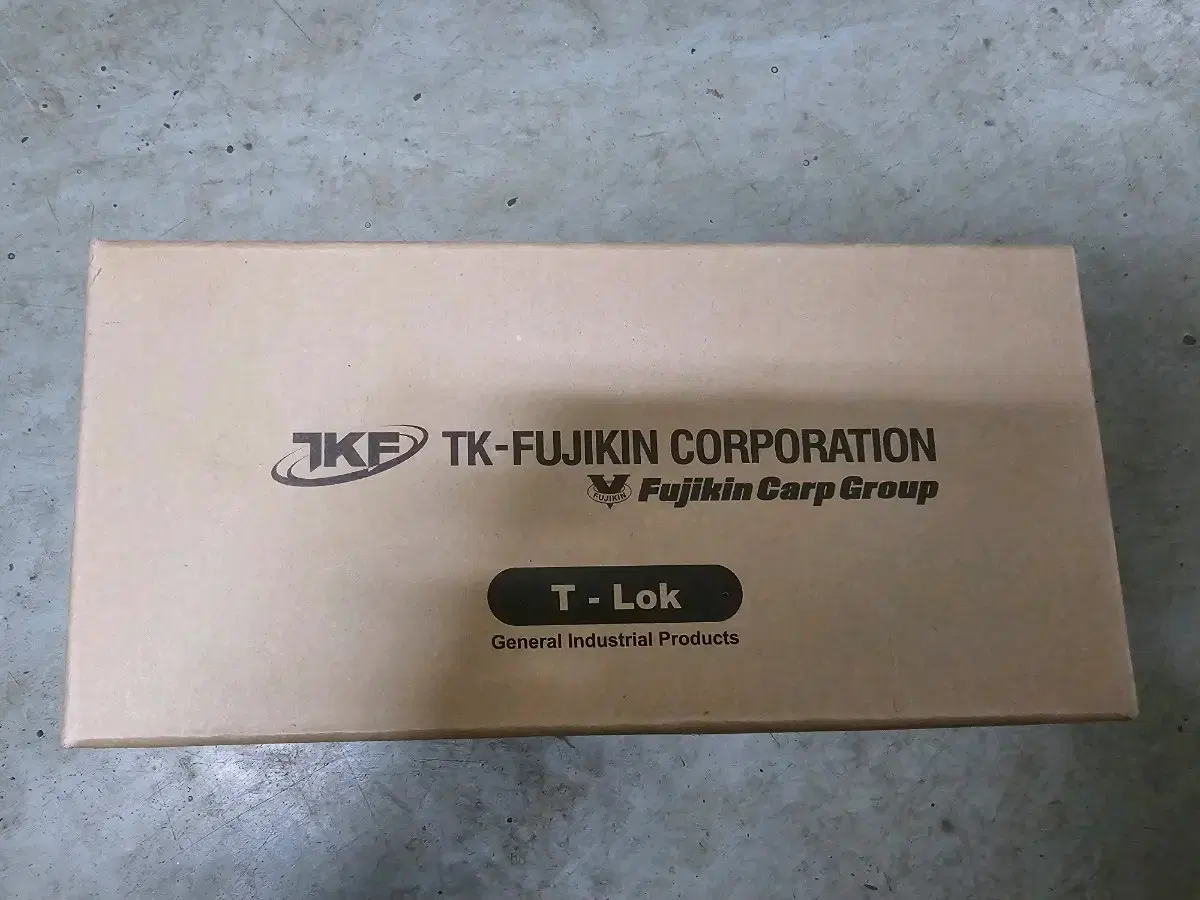 TKF TK-FUJIKIN CORPORATION
FUJIKIN Fujikin Carp Group
T - Lok
General Industrial Products